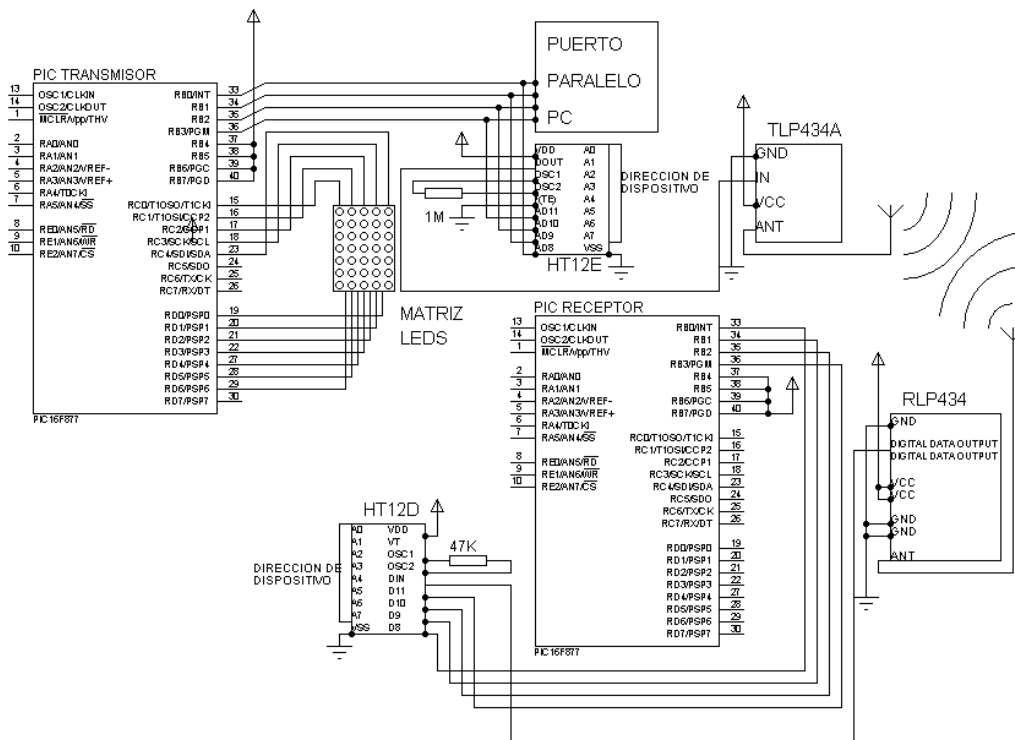 PIC TRANSMISOR
13 OSC1/CLKIN RB0/INT 33
14 OSC2/CLKOUT RB1 34
1 MCLR/Vpp/THV RB2 35
RB3/PGM 36
2 RA0/AN0 RB4 37
3 RA1/AN1 RB5 38
4 RA2/AN2/VREF- RB6/PGC 39
5 RA3/AN3/VREF+ RB7/PGD 40
6 RA4/T0CKI
7 RA5/AN4/SS RC0/T1OSO/T1CKI 15
RC1/T1OSI/CCP2 16
8 RE0/AN5/RD RC2/CCP1 17
9 RE1/AN6/WR RC3/SCK/SCL 18
10 RE2/AN7/CS RC4/SDI/SDA 23
RC5/SDO 24
RC6/TX/CK 25
RC7/RX/DT 26
RD0/PSP0 19
RD1/PSP1 20
RD2/PSP2 21
RD3/PSP3 22
RD4/PSP4 27
RD5/PSP5 28
RD6/PSP6 29
RD7/PSP7 30
PIC16F877
MATRIZ
LEDS
PUERTO
PARALELO
PC
VDD A0
DOUT A1
OSC1 A2
OSC2 A3
(TE) A4
AD11 A5
AD10 A6
AD9 A7
AD8 VSS
HT12E
1M
DIRECCION DE
DISPOSITIVO
TLP434A
GND
IN
VCC
ANT
PIC RECEPTOR
13 OSC1/CLKIN RB0/INT 33
14 OSC2/CLKOUT RB1 34
1 MCLR/Vpp/THV RB2 35
RB3/PGM 36
2 RA0/AN0 RB4 37
3 RA1/AN1 RB5 38
4 RA2/AN2/VREF- RB6/PGC 39
5 RA3/AN3/VREF+ RB7/PGD 40
6 RA4/T0CKI
7 RA5/AN4/SS RC0/T1OSO/T1CKI 15
RC1/T1OSI/CCP2 16
8 RE0/AN5/RD RC2/CCP1 17
9 RE1/AN6/WR RC3/SCK/SCL 18
10 RE2/AN7/CS RC4/SDI/SDA 23
RC5/SDO 24
RC6/TX/CK 25
RC7/RX/DT 26
RD0/PSP0 19
RD1/PSP1 20
RD2/PSP2 21
RD3/PSP3 22
RD4/PSP4 27
RD5/PSP5 28
RD6/PSP6 29
RD7/PSP7 30
PIC16F877
RLP434
GND
DIGITAL DATA OUTPUT
DIGITAL DATA OUTPUT
VCC
VCC
GND
GND
ANT
HT12D
A0 VDD
A1 VT
A2 OSC1
A3 OSC2
A4 DIN
A5 D11
A6 D10
A7 D9
VSS D8
47K
DIRECCION DE
DISPOSITIVO